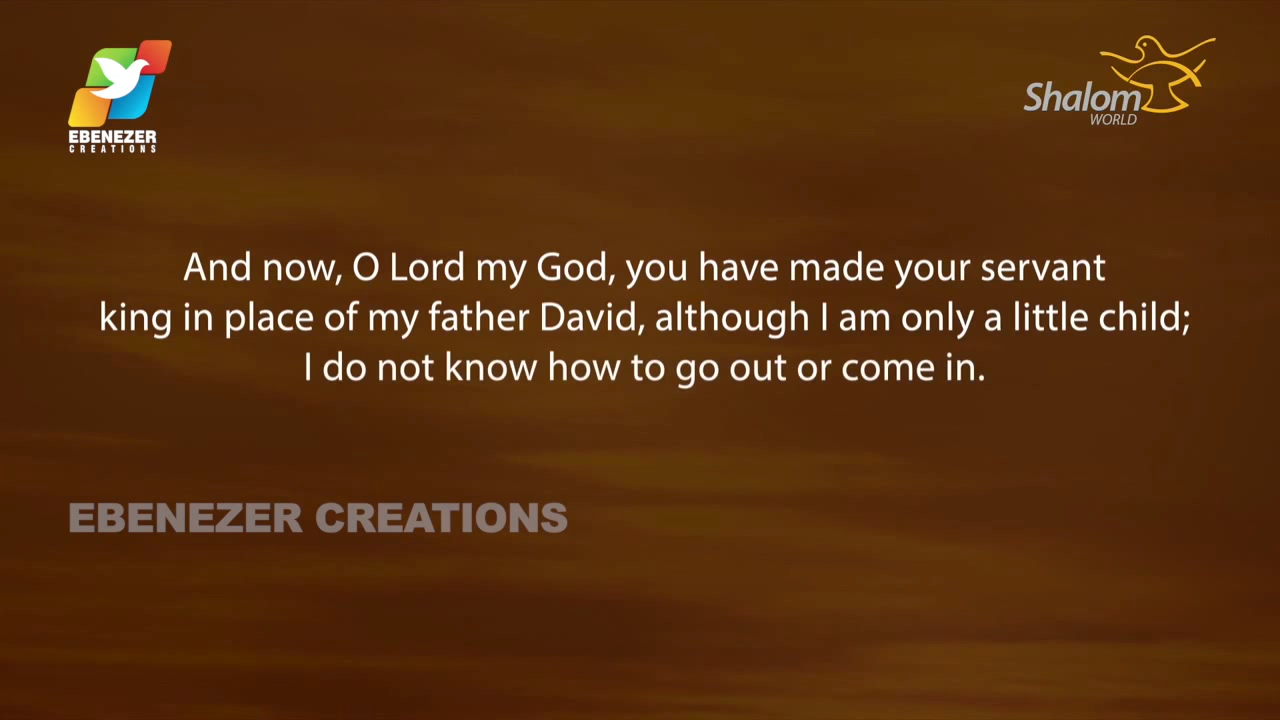 EBENEZER
CREATIONS
Shalom
WORLD
And now, O Lord my God, you have made your servant
king in place of my father David, although I am only a little child;
I do not know how to go out or come in.
EBENEZER CREATIONS